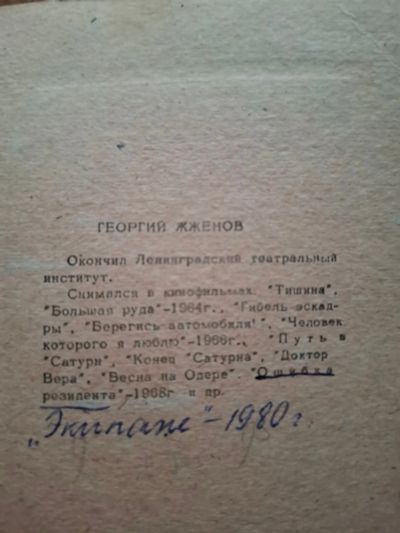 ГЕОРГИЙ ЖЖЕНОВ
Окончил Ленинградский театральный
институт.
Снимался в кинофильмах: "Тишина",
"Большая руда"-1964г., "Гибель эскад-
ры", "Берегись автомобиля!", "Человек
которого я люблю"-1966г., "Путь в
"Сатурн", "Конец "Сатурна", "Доктор
Вера", "Весна на Одере". "Ошибка
резидента"-1968г и др.
„Экипаж"-1980г.